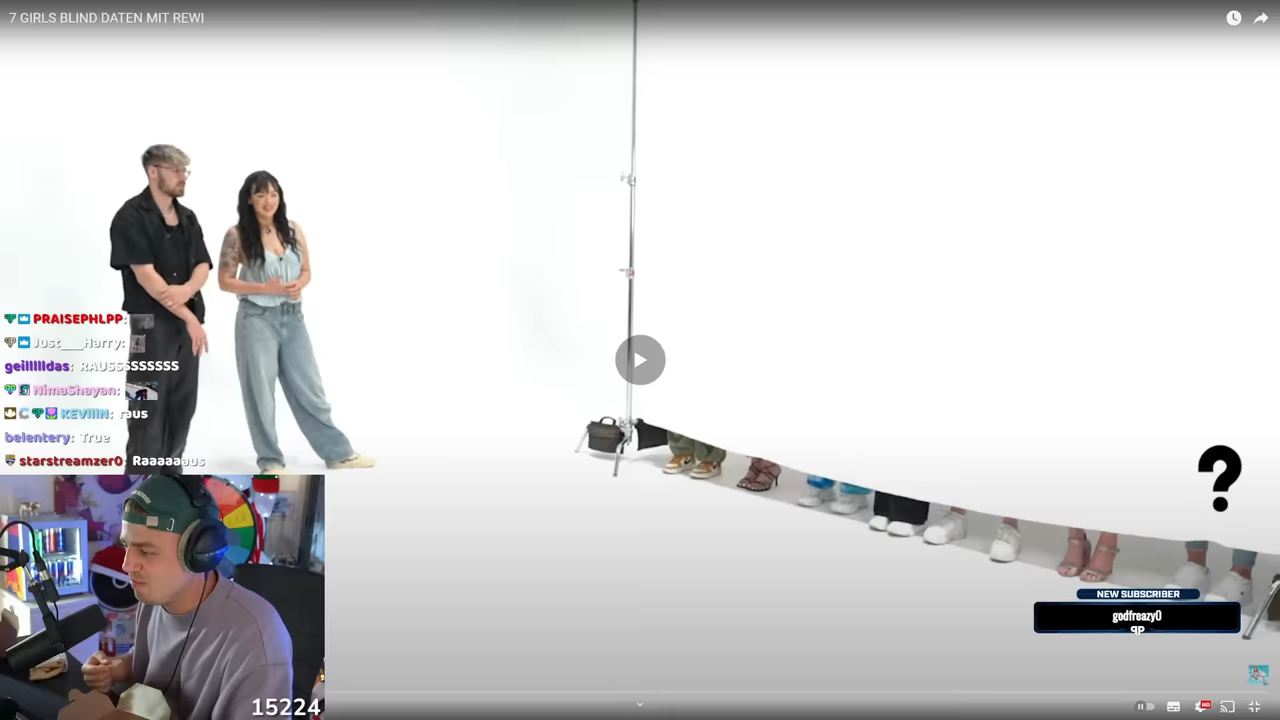 7 GIRLS BLIND DATEN MIT REWI
PRAISEPHLPP:
Just___Harry:
geillllldas: RAUSSSSSSSSS
NimaShayan:
KEVIIIN: raus
belentery: True
starstreamzer0: Raaaaaaus
?
NEW SUBSCRIBER
godfreazy0
HD
15224